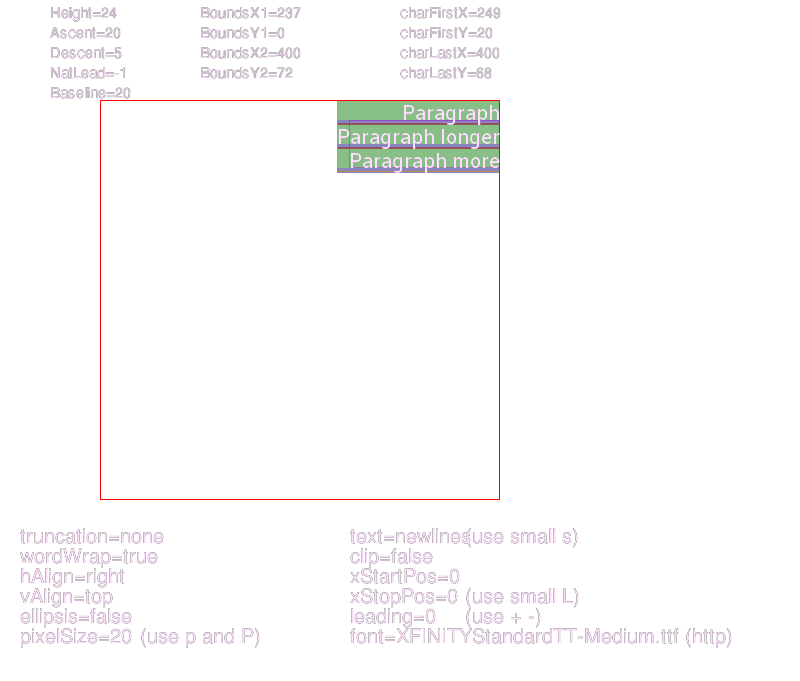 Height=24 BoundsX1=237 charFirstX=249
Ascent=20 BoundsY1=0 charFirstY=20
Descent=5 BoundsX2=400 charLastX=400
NatLead=-1 BoundsY2=72 charLastY=68
Baseline=20
Paragraph
Paragraph longer
Paragraph more
truncation=none text=newlines(use small s)
wordWrap=true clip=false
hAlign=right xStartPos=0
vAlign=top xStopPos=0 (use small L)
ellipsis=false leading=0 (use + -)
pixelSize=20 (use p and P) font=XFINITYStandardTT-Medium.ttf (http)